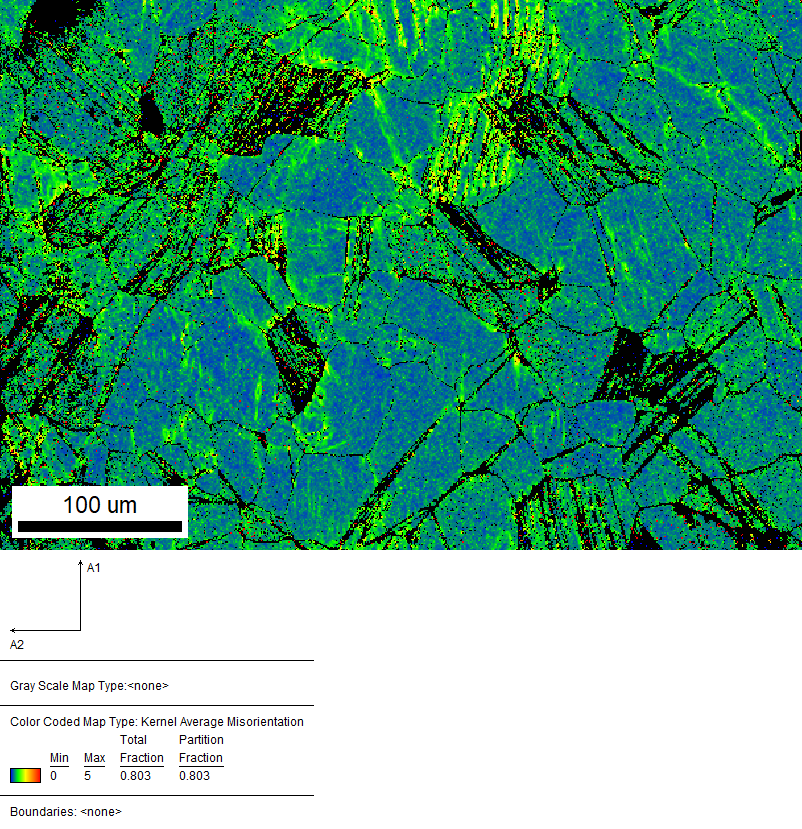 100 um
A1
A2
Gray Scale Map Type:<none>
Color Coded Map Type: Kernel Average Misorientation
Total Partition
Min Max Fraction Fraction
0 5 0.803 0.803
Boundaries: <none>